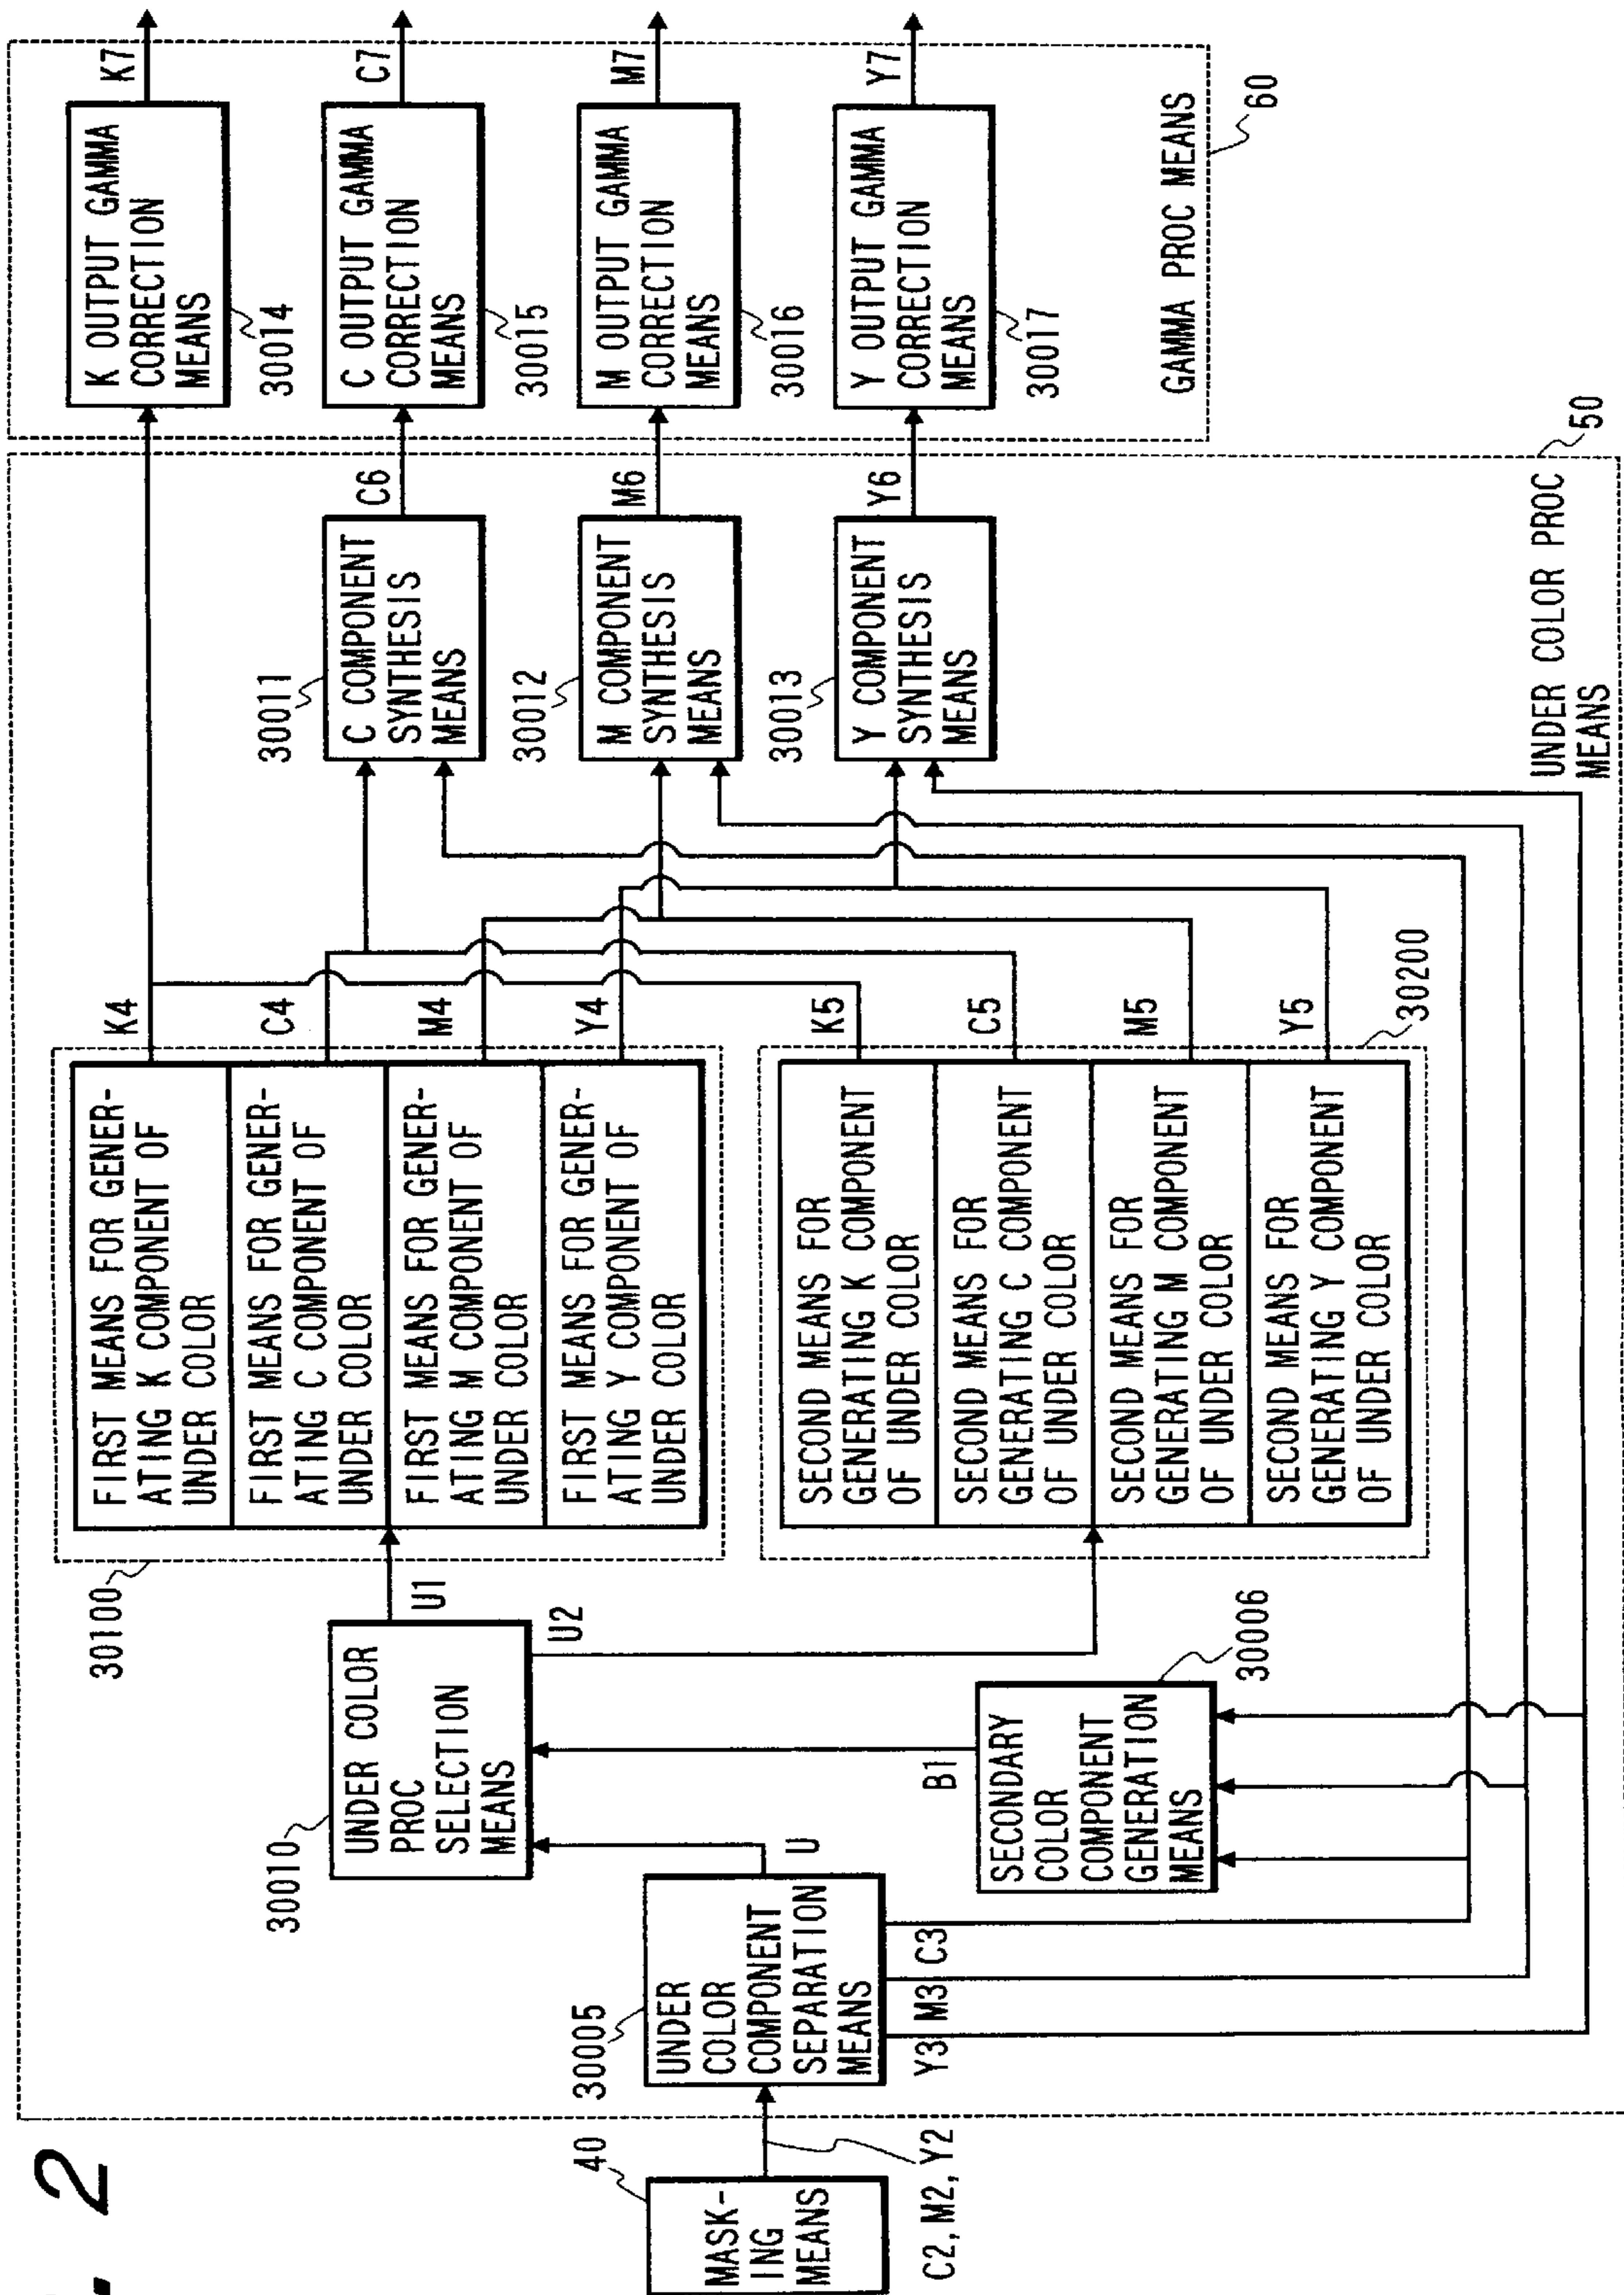 . 2
40
MASK-
ING
MEANS
C2, M2, Y2
30005
UNDER
COLOR
COMPONENT
SEPARATION
MEANS
Y3
M3
C3
U
30010
UNDER COLOR
PROC
SELECTION
MEANS
U1
U2
B1
SECONDARY
COLOR
COMPONENT
GENERATION
MEANS
30006
30100
FIRST MEANS FOR GENER-
ATING K COMPONENT OF
UNDER COLOR
FIRST MEANS FOR GENER-
ATING C COMPONENT OF
UNDER COLOR
FIRST MEANS FOR GENER-
ATING M COMPONENT OF
UNDER COLOR
FIRST MEANS FOR GENER-
ATING Y COMPONENT OF
UNDER COLOR
K4
C4
M4
Y4
SECOND MEANS FOR
GENERATING K COMPONENT
OF UNDER COLOR
SECOND MEANS FOR
GENERATING C COMPONENT
OF UNDER COLOR
SECOND MEANS FOR
GENERATING M COMPONENT
OF UNDER COLOR
SECOND MEANS FOR
GENERATING Y COMPONENT
OF UNDER COLOR
K5
C5
M5
Y5
30200
30011
C COMPONENT
SYNTHESIS
MEANS
C6
30012
M COMPONENT
SYNTHESIS
MEANS
M6
30013
Y COMPONENT
SYNTHESIS
MEANS
Y6
UNDER COLOR PROC
MEANS
50
K OUTPUT GAMMA
CORRECTION
MEANS
30014
K7
C OUTPUT GAMMA
CORRECTION
MEANS
30015
C7
M OUTPUT GAMMA
CORRECTION
MEANS
30016
M7
Y OUTPUT GAMMA
CORRECTION
MEANS
30017
Y7
GAMMA PROC MEANS
60